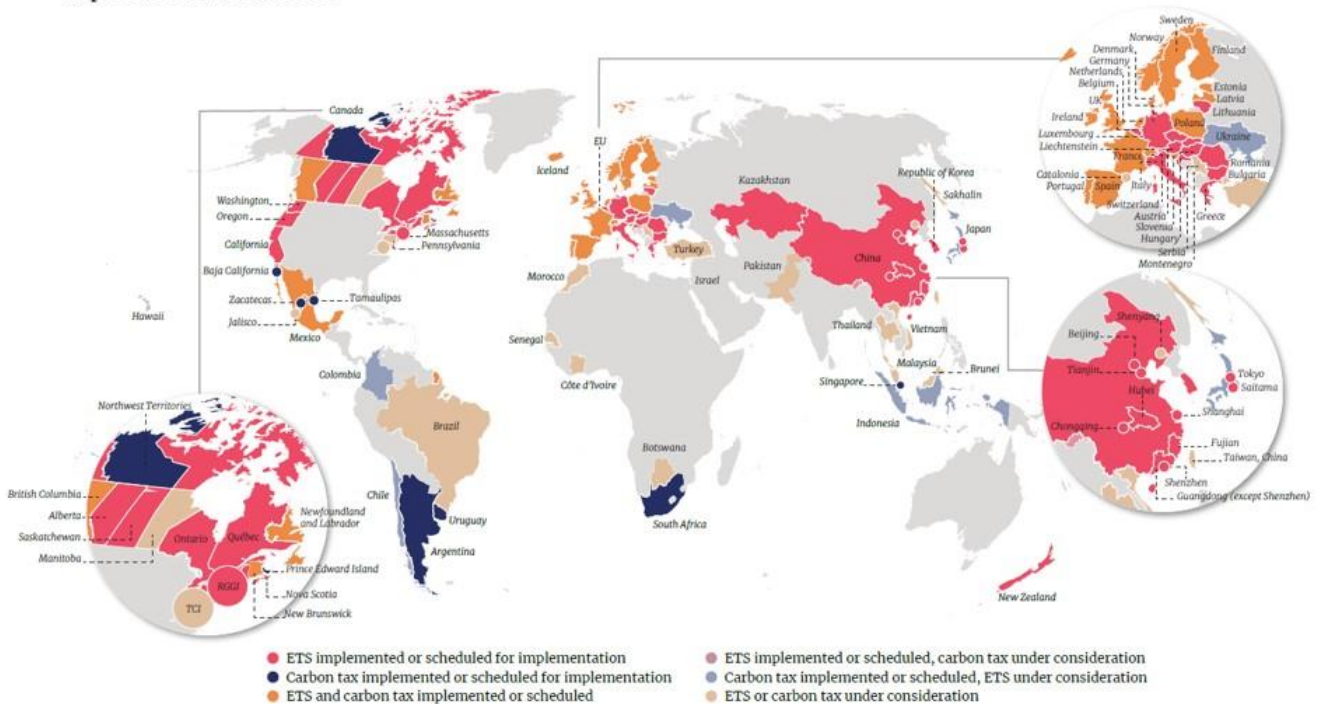 Canada
Washington
Oregon
California
Baja California
Zacatecas
Jalisco
Mexico
Tamaulipas
Massachusetts
Pennsylvania
Hawaii
Colombia
Brazil
Chile
Uruguay
Argentina
Iceland
EU
Morocco
Senegal
Côte d'Ivoire
Botswana
South Africa
Turkey
Israel
Kazakhstan
Pakistan
China
Republic of Korea
Sakhalin
Japan
Thailand
Vietnam
Malaysia
Brunei
Singapore
Indonesia
New Zealand
Sweden
Norway
Denmark
Germany
Netherlands
Belgium
UK
Ireland
Luxembourg
Liechtenstein
France
Catalonia
Portugal
Spain
Italy
Switzerland
Austria
Slovenia
Hungary
Serbia
Montenegro
Greece
Bulgaria
Romania
Ukraine
Poland
Lithuania
Latvia
Estonia
Finland
Northwest Territories
British Columbia
Alberta
Saskatchewan
Manitoba
Ontario
Québec
Newfoundland
and Labrador
Prince Edward Island
Nova Scotia
New Brunswick
RGGI
TCI
Shenyang
Beijing
Tianjin
Hubei
Chongqing
Tokyo
Saitama
Shanghai
Fujian
Taiwan, China
Shenzhen
Guangdong (except Shenzhen)
ETS implemented or scheduled for implementation
Carbon tax implemented or scheduled for implementation
ETS and carbon tax implemented or scheduled
ETS implemented or scheduled, carbon tax under consideration
Carbon tax implemented or scheduled, ETS under consideration
ETS or carbon tax under consideration